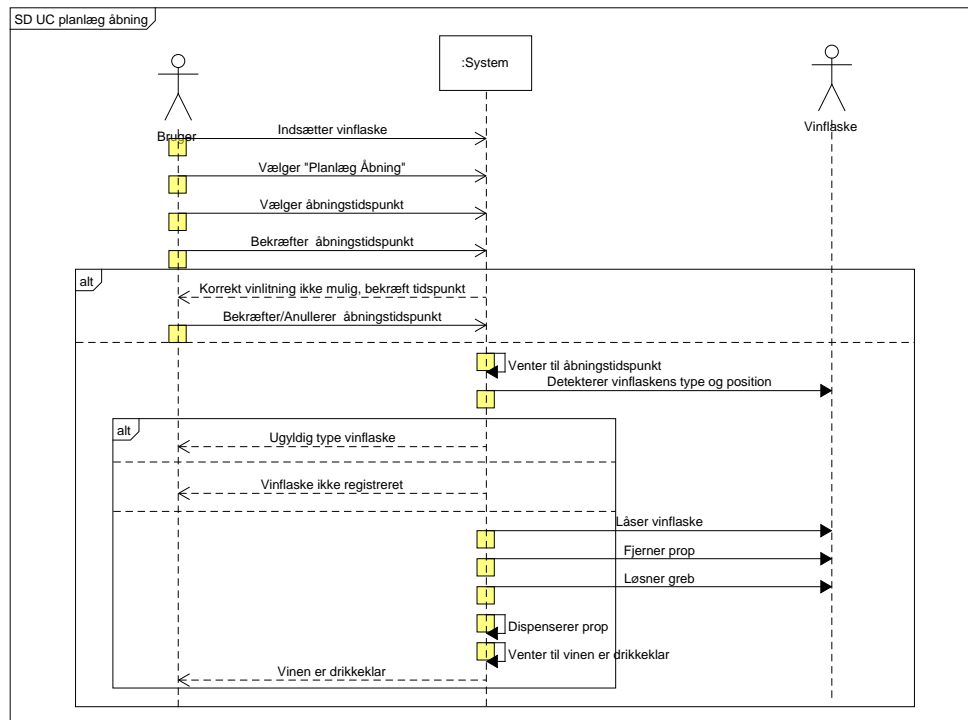 SD UC planlæg åbning
:System
Bruger
Vinflaske
Indsætter vinflaske
Vælger "Planlæg Åbning"
Vælger åbningstidspunkt
Bekræfter åbningstidspunkt
alt
Korrekt vinlitning ikke mulig, bekræft tidspunkt
Bekræfter/Anullerer åbningstidspunkt
Venter til åbningstidspunkt
Detekterer vinflaskens type og position
alt
Ugyldig type vinflaske
Vinflaske ikke registreret
Låser vinflaske
Fjerner prop
Løsner greb
Dispenserer prop
Venter til vinen er drikkeklar
Vinen er drikkeklar